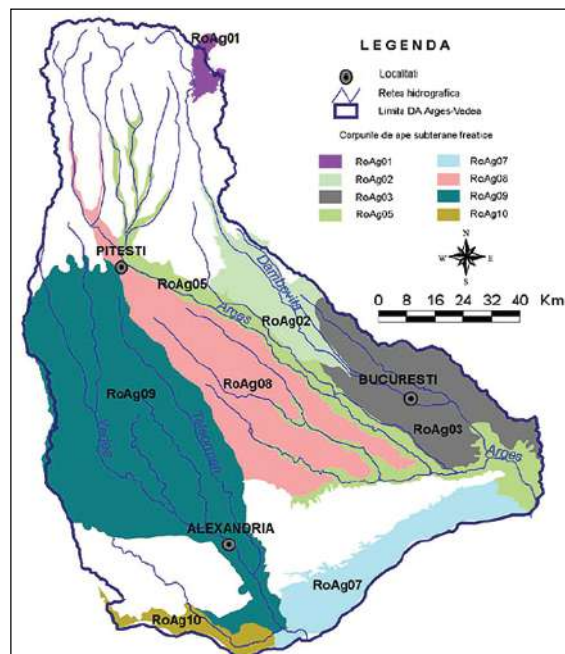 RoAg01
LEGENDA
Localitati
Retea hidrografica
Limita DA Arges-Vedea
Corpurile de ape subterane freatice
RoAg01
RoAg02
RoAg03
RoAg05
RoAg07
RoAg08
RoAg09
RoAg10
N
W E
S
0 8 16 24 32 40 Km
PITESTI
RoAg05
Dambovita
Arges
RoAg02
RoAg08
BUCURESTI
RoAg09
RoAg03
Vedea
Teleorman
Arges
ALEXANDRIA
RoAg07
RoAg10